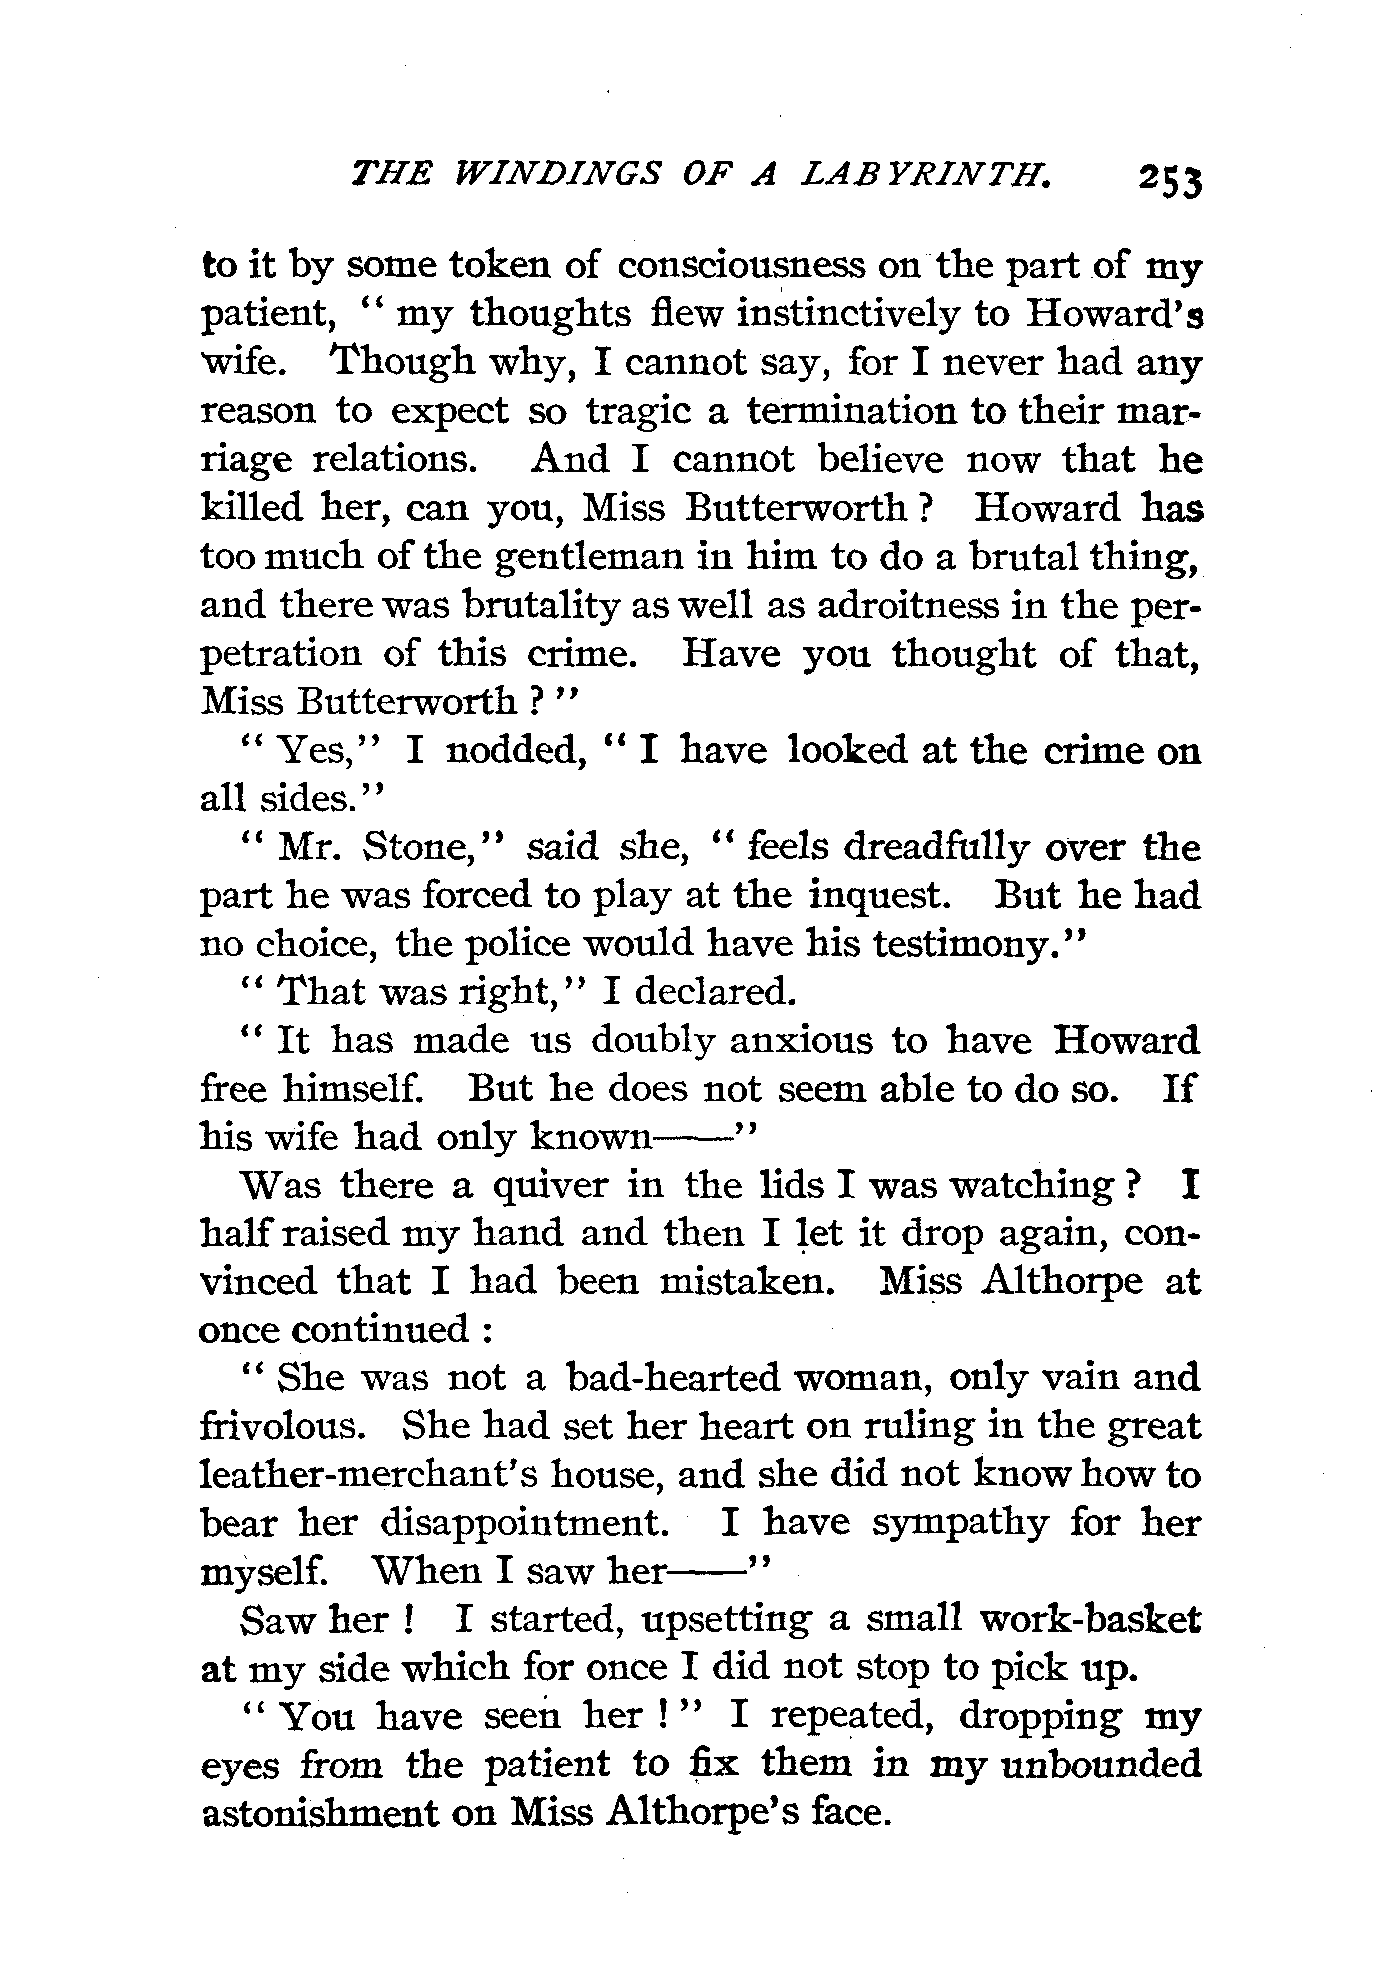 THE WINDINGS OF A LABYRINTH. 253
to it by some token of consciousness on the part of my
patient, " my thoughts flew instinctively to Howard's
wife. Though why, I cannot say, for I never had any
reason to expect so tragic a termination to their mar-
riage relations. And I cannot believe now that he
killed her, can you, Miss Butterworth ? Howard has
too much of the gentleman in him to do a brutal thing,
and there was brutality as well as adroitness in the per-
petration of this crime. Have you thought of that,
Miss Butterworth ? "
" Yes," I nodded, " I have looked at the crime on
all sides."
" Mr. Stone," said she, " feels dreadfully over the
part he was forced to play at the inquest. But he had
no choice, the police would have his testimony."
" That was right," I declared.
" It has made us doubly anxious to have Howard
free himself. But he does not seem able to do so. If
his wife had only known——"
Was there a quiver in the lids I was watching ? I
half raised my hand and then I let it drop again, con-
vinced that I had been mistaken. Miss Althorpe at
once continued :
" She was not a bad-hearted woman, only vain and
frivolous. She had set her heart on ruling in the great
leather-merchant's house, and she did not know how to
bear her disappointment. I have sympathy for her
myself. When I saw her——"
Saw her ! I started, upsetting a small work-basket
at my side which for once I did not stop to pick up.
" You have seen her ! " I repeated, dropping my
eyes from the patient to fix them in my unbounded
astonishment on Miss Althorpe's face.